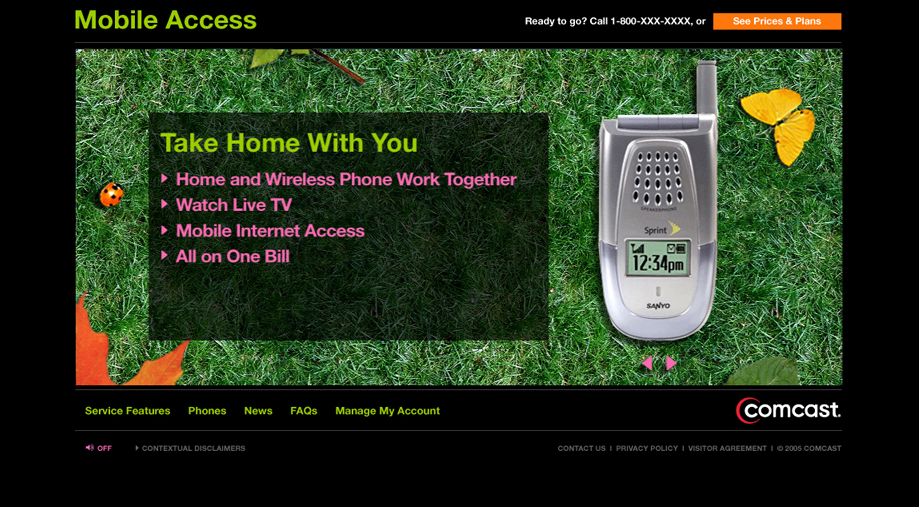 Mobile Access
Ready to go? Call 1-800-XXX-XXXX, or
See Prices & Plans
Take Home With You
Home and Wireless Phone Work Together
Watch Live TV
Mobile Internet Access
All on One Bill
SPEAKERPHONE
Sprint
12:34pm
SANYO
Service Features
Phones
News
FAQs
Manage My Account
Comcast.
OFF
CONTEXTUAL DISCLAIMERS
CONTACT US | PRIVACY POLICY | VISITOR AGREEMENT | © 2005 COMCAST